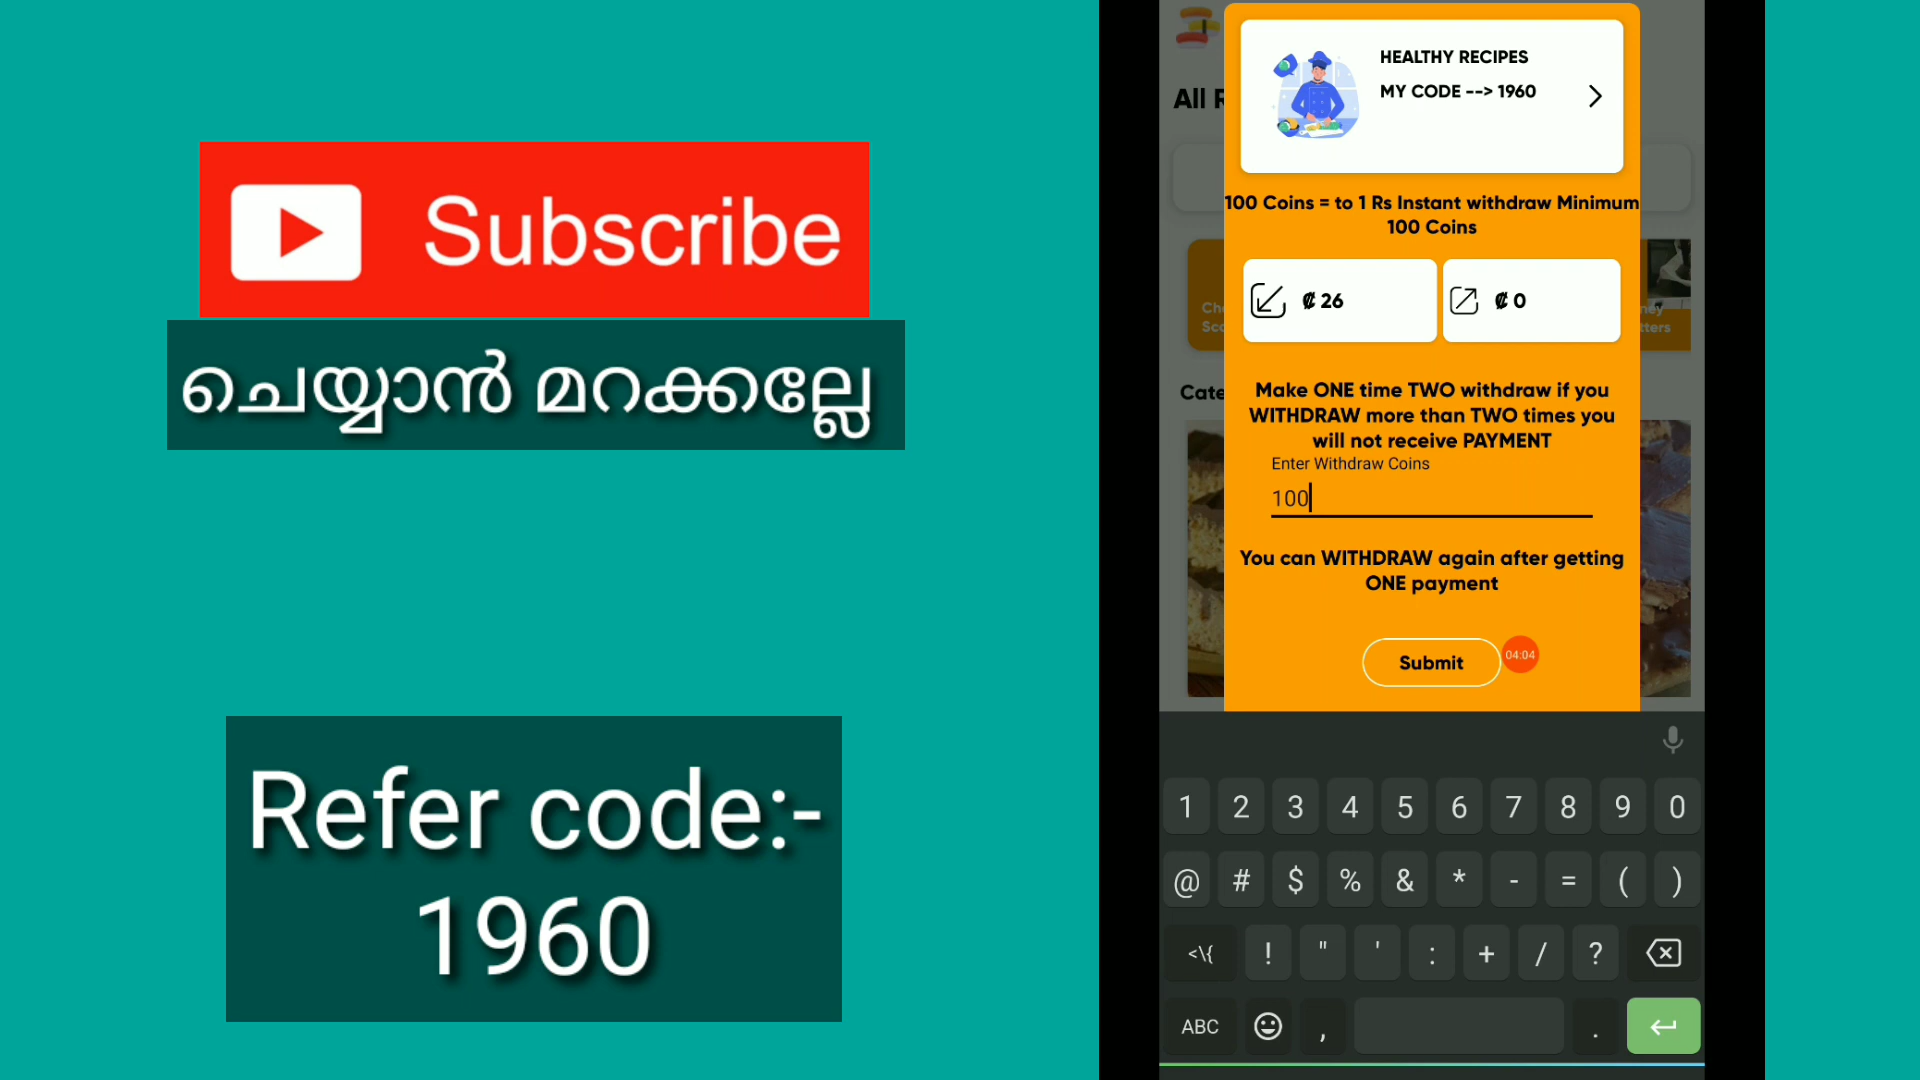 Subscribe
ചെയ്യാൻ മറക്കല്ലേ
Refer code:-
1960
HEALTHY RECIPES
MY CODE --> 1960
All R
100 Coins = to 1 Rs Instant withdraw Minimum
100 Coins
₡ 26
₡ 0
Cate
Make ONE time TWO withdraw if you
WITHDRAW more than TWO times you
will not receive PAYMENT
Enter Withdraw Coins
100
You can WITHDRAW again after getting
ONE payment
Submit
04:04
1 2 3 4 5 6 7 8 9 0
@ # $ % & * - = ( )
<\{ ! " ' : + / ?
ABC , .